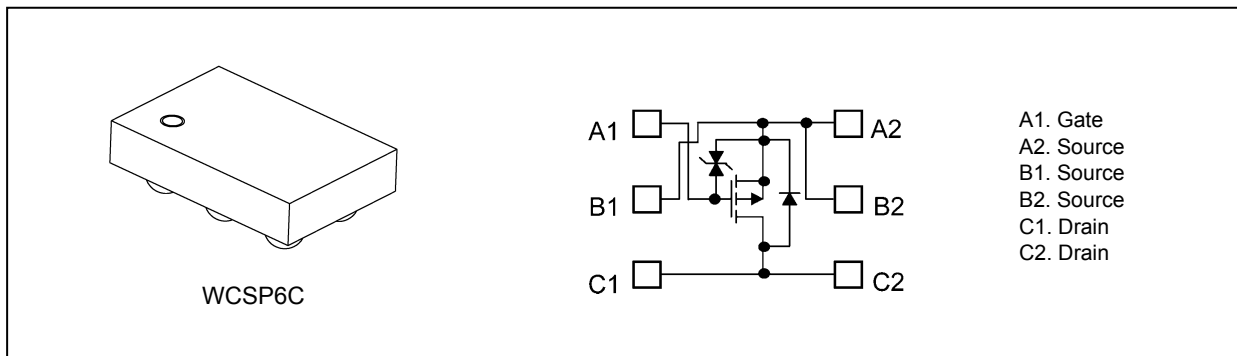 WCSP6C
A1
A2
B1
B2
C1
C2
A1. Gate
A2. Source
B1. Source
B2. Source
C1. Drain
C2. Drain